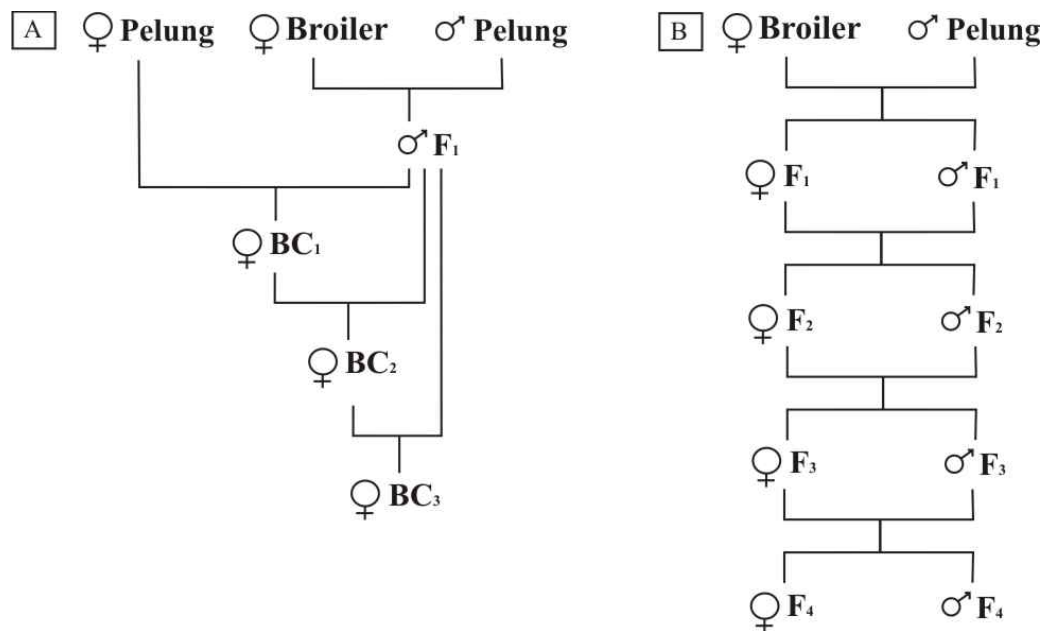 A ♀ Pelung ♀ Broiler ♂ Pelung
♂ F₁
♀ BC₁
♀ BC₂
♀ BC₃
B ♀ Broiler ♂ Pelung
♀ F₁ ♂ F₁
♀ F₂ ♂ F₂
♀ F₃ ♂ F₃
♀ F₄ ♂ F₄